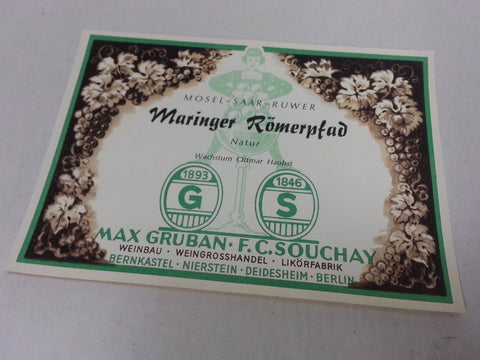 MOSEL-SAAR-RUWER
Maringer Römerpfad
Natur
Wachstum Ottmar Haubst
1893 1846
G S
MAX GRUBAN · F.C. SOUCHAY
WEINBAU · WEINGROSSHANDEL · LIKÖRFABRIK
BERNKASTEL · NIERSTEIN · DEIDESHEIM · BERLIN